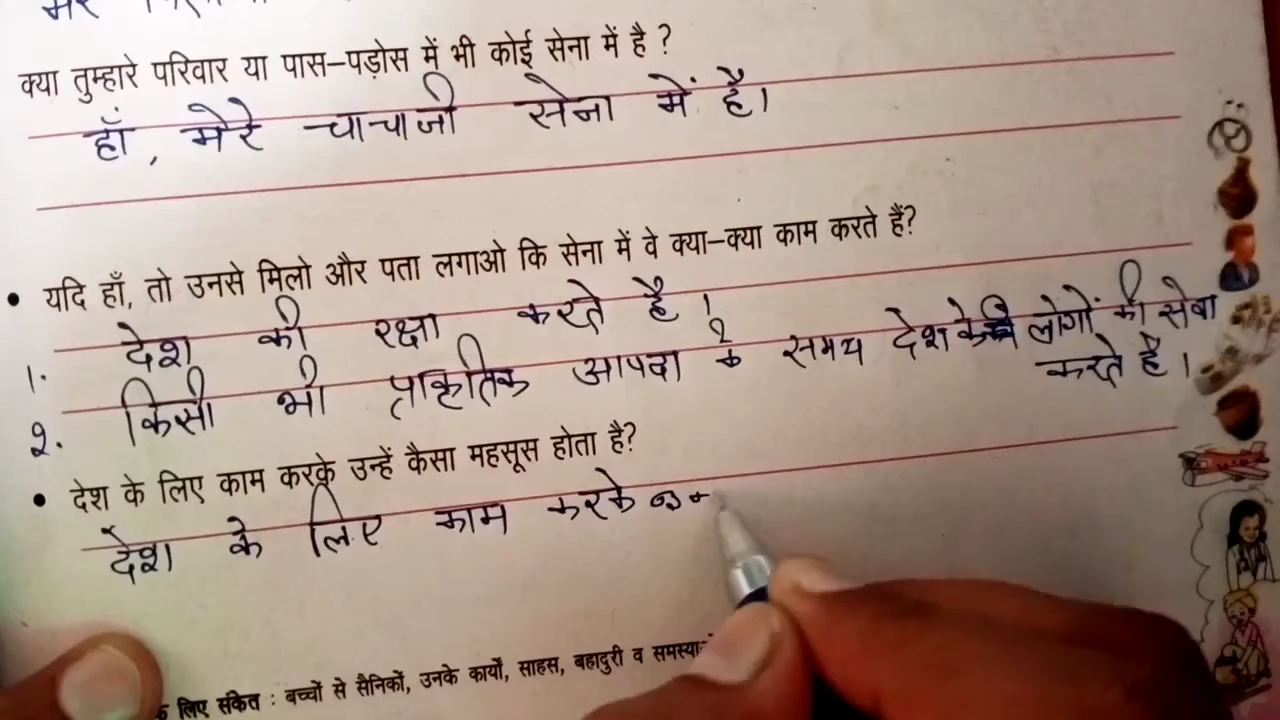 क्या तुम्हारे परिवार या पास-पड़ोस में भी कोई सेना में है ?
हाँ, मेरे चाचाजी सेना में है।
• यदि हाँ, तो उनसे मिलो और पता लगाओ कि सेना में वे क्या-क्या काम करते हैं?
1. देश की रक्षा करते है।
2. किसी भी प्राकृतिक आपदा के समय देश के लोगों की सेवा
करते है।
• देश के लिए काम करके उन्हें कैसा महसूस होता है?
देश के लिए काम करके
के लिए संकेत : बच्चों से सैनिकों, उनके कार्यों, साहस, बहादुरी व